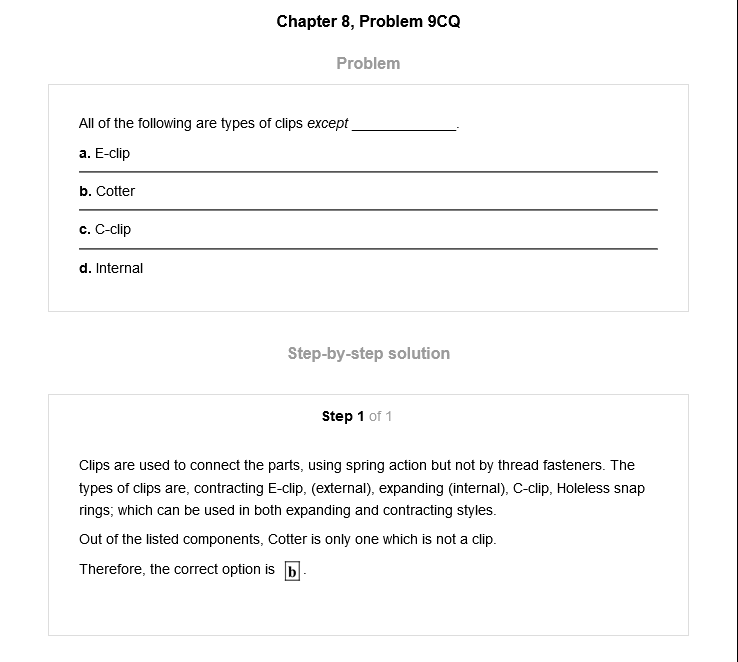 Chapter 8, Problem 9CQ
Problem
All of the following are types of clips except _____________.
a. E-clip
b. Cotter
c. C-clip
d. Internal
Step-by-step solution
Step 1 of 1
Clips are used to connect the parts, using spring action but not by thread fasteners. The
types of clips are, contracting E-clip, (external), expanding (internal), C-clip, Holeless snap
rings; which can be used in both expanding and contracting styles.
Out of the listed components, Cotter is only one which is not a clip.
Therefore, the correct option is b .